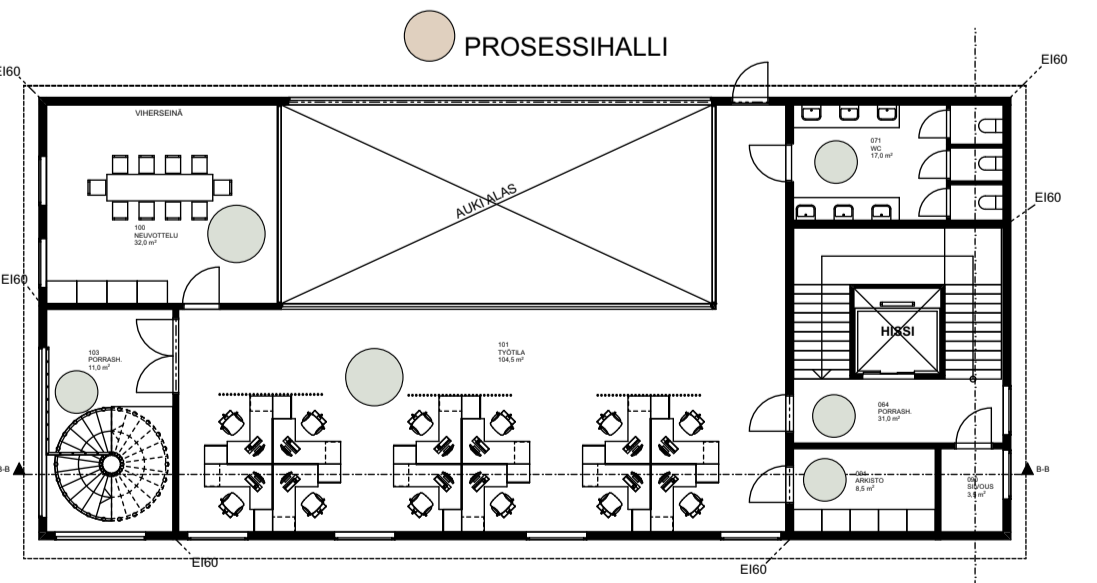 PROSESSIHALLI
EI60
EI60
VIHERSEINÄ
071
WC
17,0 m²
AUKI ALAS
EI60
100
NEUVOTTELU
32,0 m²
EI60
HISSI
101
TYÖTILA
104,5 m²
103
PORRASH.
11,0 m²
064
PORRASH.
31,0 m²
B-B
B-B
ARKISTO
8,5 m²
SIIVOUS
EI60
EI60